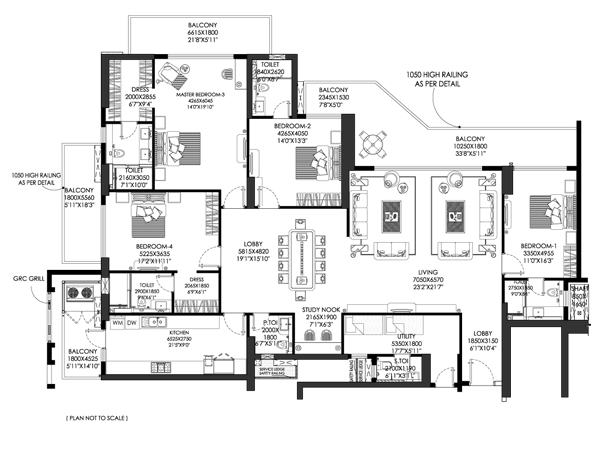 BALCONY
6615X1800
21'8"X5'11"
1050 HIGH RAILING
AS PER DETAIL
TOILET
1840X2620
6'0"X8'7"
DRESS
2000X2855
6'7"X9'4"
MASTER BEDROOM-3
4265X6045
14'0"X19'10"
BALCONY
2345X1530
7'8"X5'0"
BEDROOM-2
4265X4050
14'0"X13'3"
BALCONY
10250X1800
33'8"X5'11"
TOILET
2160X3050
7'1"X10'0"
1050 HIGH RAILING
AS PER DETAIL
BALCONY
1800X5560
5'11"X18'3"
BEDROOM-4
5225X3635
17'2"X11'11"
LOBBY
5815X4820
19'1"X15'10"
BEDROOM-1
3350X4955
11'0"X16'3"
LIVING
7050X6570
23'2"X21'7"
GRC GRILL
TOILET
2900X1850
9'6"X6'1"
DRESS
2065X1850
6'9"X6'1"
TOILET
2750X1850
9'0"X6'1"
SHAFT
STUDY NOOK
2165X1900
7'1"X6'3"
WM
DW
KITCHEN
6525X2750
21'5"X9'0"
P.TOI
2000X
1800
6'7"X5'11"
UTILITY
5350X1800
17'7"X5'11"
LOBBY
1850X3150
6'1"X10'4"
BALCONY
1800X4525
5'11"X14'10"
SERVICE LEDGE
SAFETY RAILING
SERVICE LEDGE
SAFETY RAILING
S.TOI
2100X1190
6'11"X3'11"
( PLAN NOT TO SCALE )